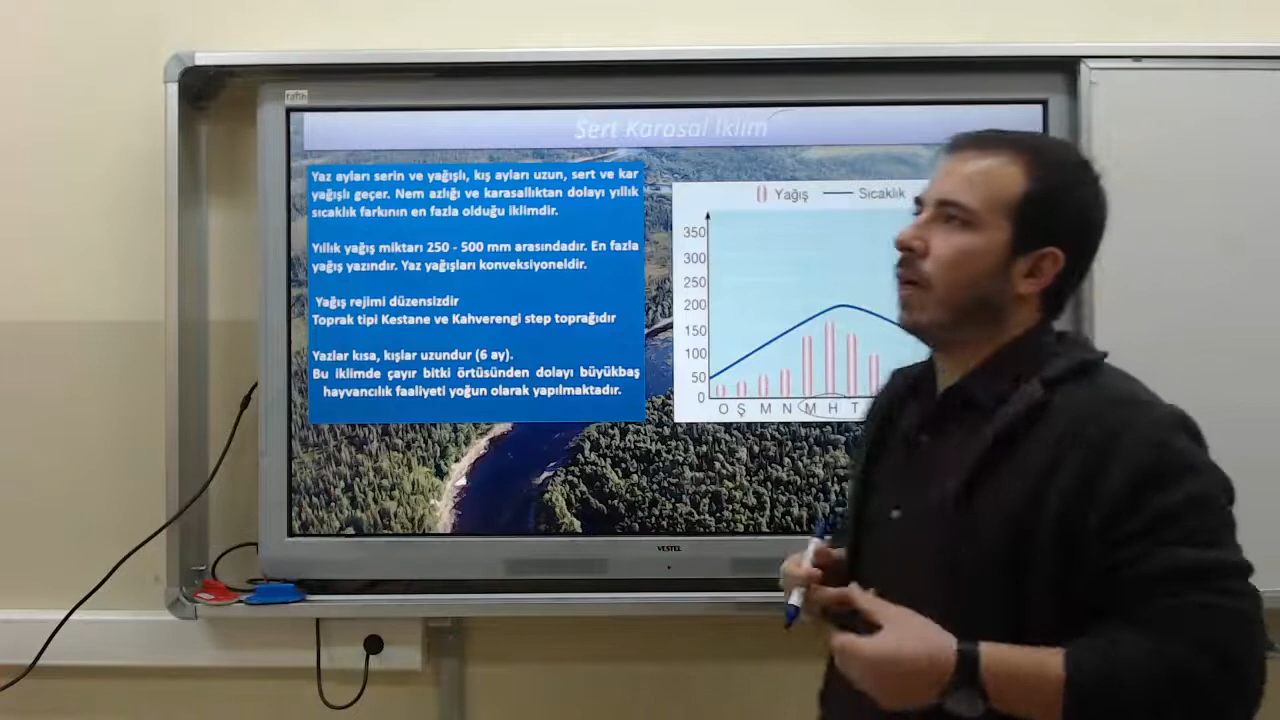 Sert Karasal İklim
Yaz ayları serin ve yağışlı, kış ayları uzun, sert ve kar
yağışlı geçer. Nem azlığı ve karasallıktan dolayı yıllık
sıcaklık farkının en fazla olduğu iklimdir.
Yıllık yağış miktarı 250 - 500 mm arasındadır. En fazla
yağış yazındır. Yaz yağışları konveksiyoneldir.
Yağış rejimi düzensizdir
Toprak tipi Kestane ve Kahverengi step toprağıdır
Yazlar kısa, kışlar uzundur (6 ay).
Bu iklimde çayır bitki örtüsünden dolayı büyükbaş
hayvancılık faaliyeti yoğun olarak yapılmaktadır.
Yağış Sıcaklık
350
300
250
200
150
100
50
0
O Ş M N M H T
VESTEL